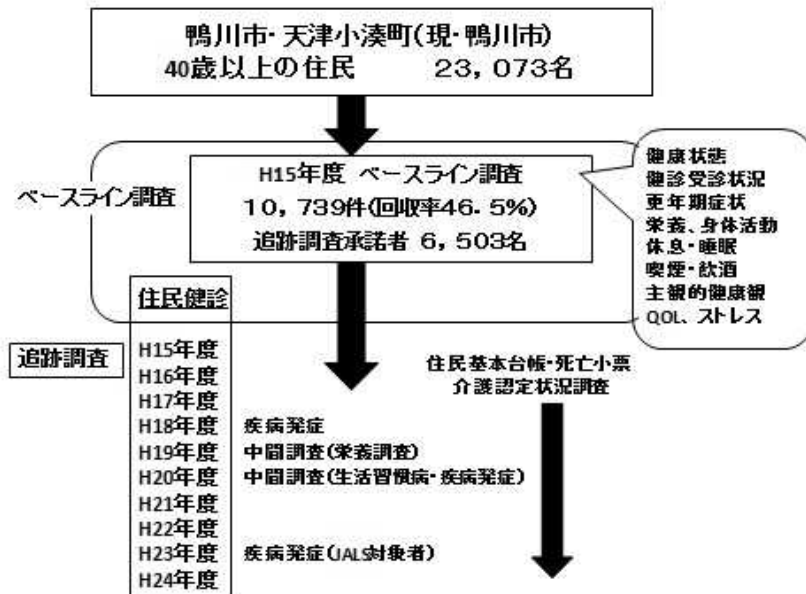 鴨川市・天津小湊町(現・鴨川市)
40歳以上の住民　23,073名
ベースライン調査
H15年度 ベースライン調査
10,739件(回収率46.5%)
追跡調査承諾者 6,503名
健康状態
健診受診状況
更年期症状
栄養、身体活動
休息・睡眠
喫煙・飲酒
主観的健康観
QOL、ストレス
追跡調査
住民健診
H15年度
H16年度
H17年度
H18年度 疾病発症
H19年度 中間調査(栄養調査)
H20年度 中間調査(生活習慣病・疾病発症)
H21年度
H22年度
H23年度 疾病発症(JALS対象者)
H24年度
住民基本台帳・死亡小票
介護認定状況調査